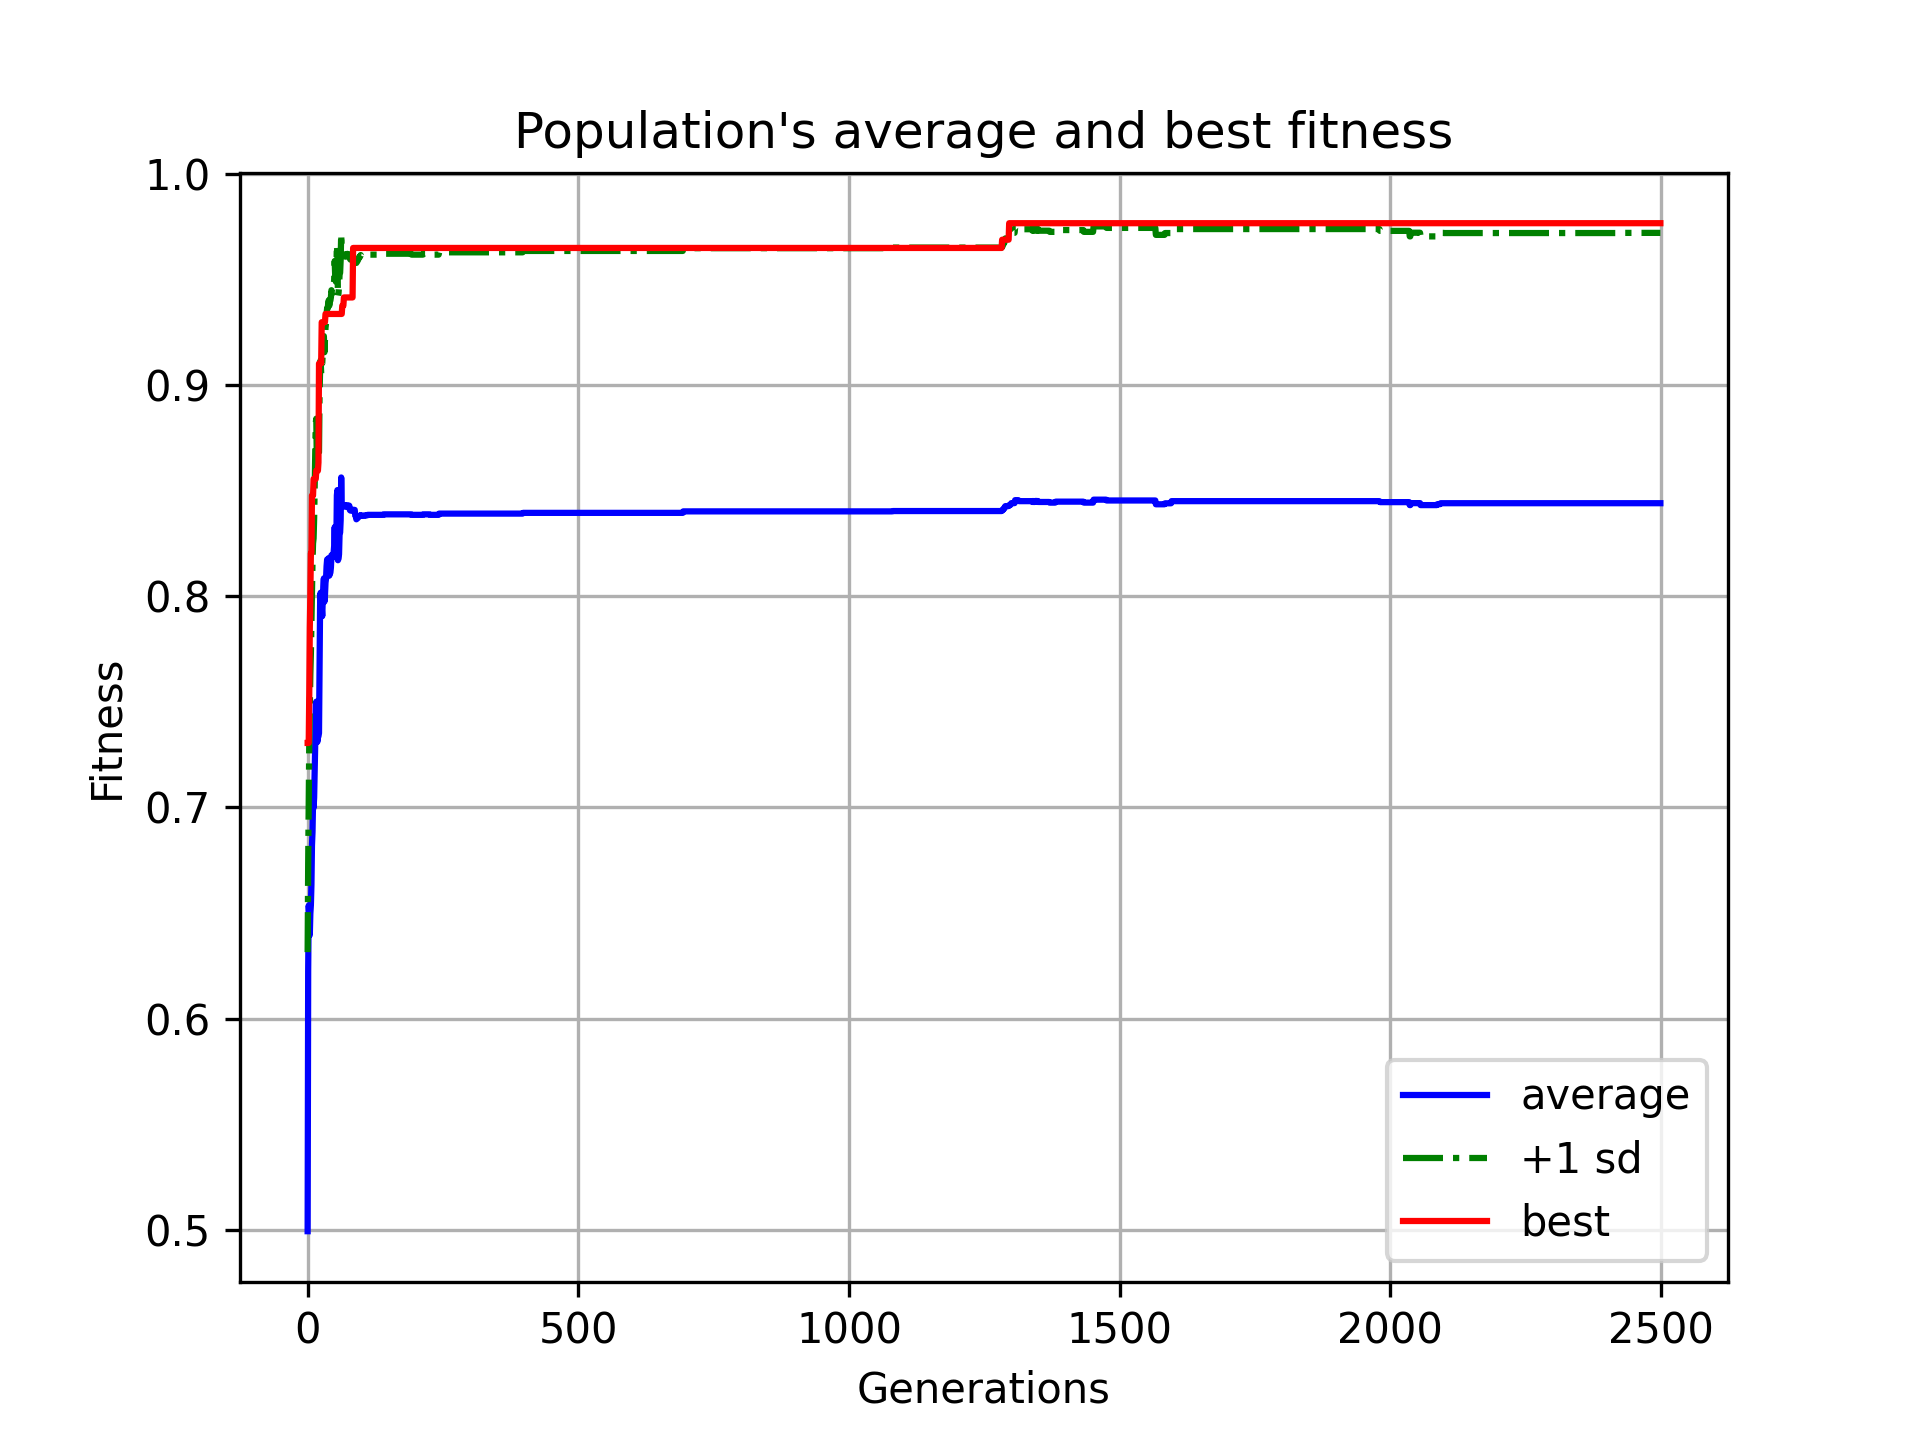 Population's average and best fitness
1.0
0.9
0.8
0.7
0.6
0.5
Fitness
0 500 1000 1500 2000 2500
Generations
average
+1 sd
best